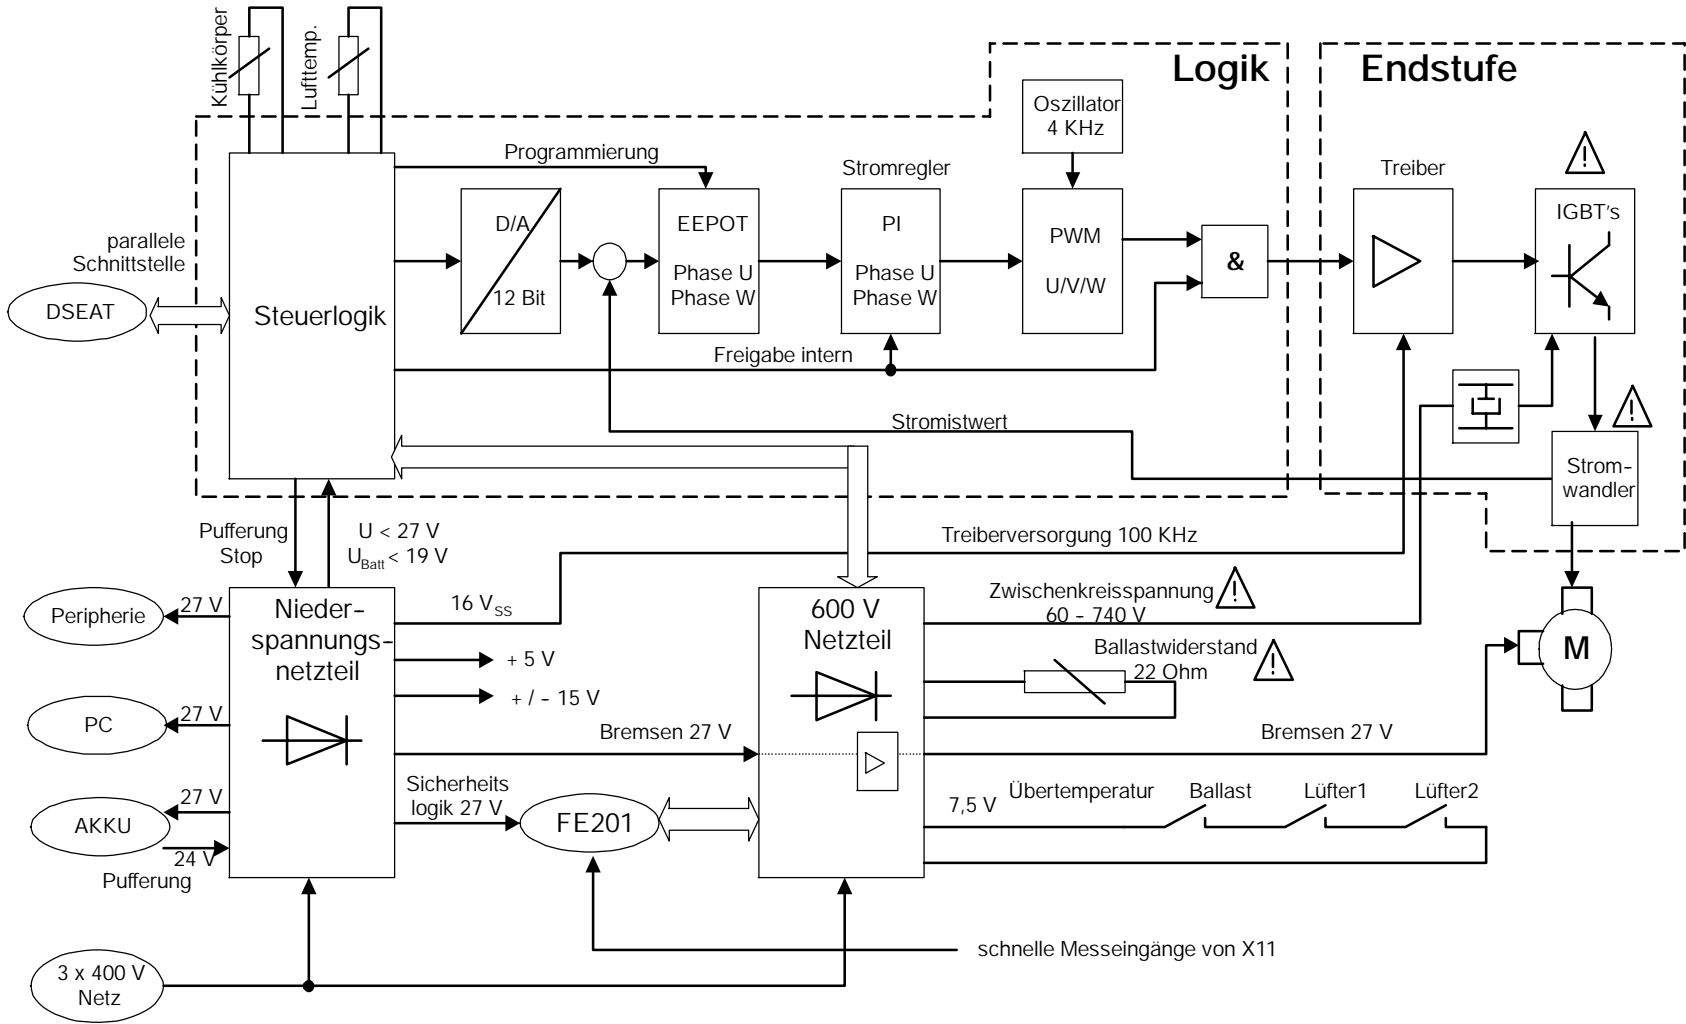 Kühlkörper
Lufttemp.
Logik
Endstufe
Oszillator
4 KHz
Programmierung
Stromregler
Treiber
D/A
12 Bit
EEPOT
Phase U
Phase W
PI
Phase U
Phase W
PWM
U/V/W
&
IGBT's
parallele
Schnittstelle
DSEAT
Steuerlogik
Freigabe intern
Stromistwert
Strom-
wandler
Pufferung
Stop
U < 27 V
UBatt < 19 V
Treiberversorgung 100 KHz
Peripherie
27 V
Nieder-
spannungs-
netzteil
16 VSS
+ 5 V
+ / - 15 V
600 V
Netzteil
Zwischenkreisspannung
60 - 740 V
Ballastwiderstand
22 Ohm
M
PC
27 V
Bremsen 27 V
Bremsen 27 V
AKKU
27 V
24 V
Pufferung
Sicherheits
logik 27 V
FE201
7,5 V
Übertemperatur
Ballast
Lüfter1
Lüfter2
schnelle Messeingänge von X11
3 x 400 V
Netz